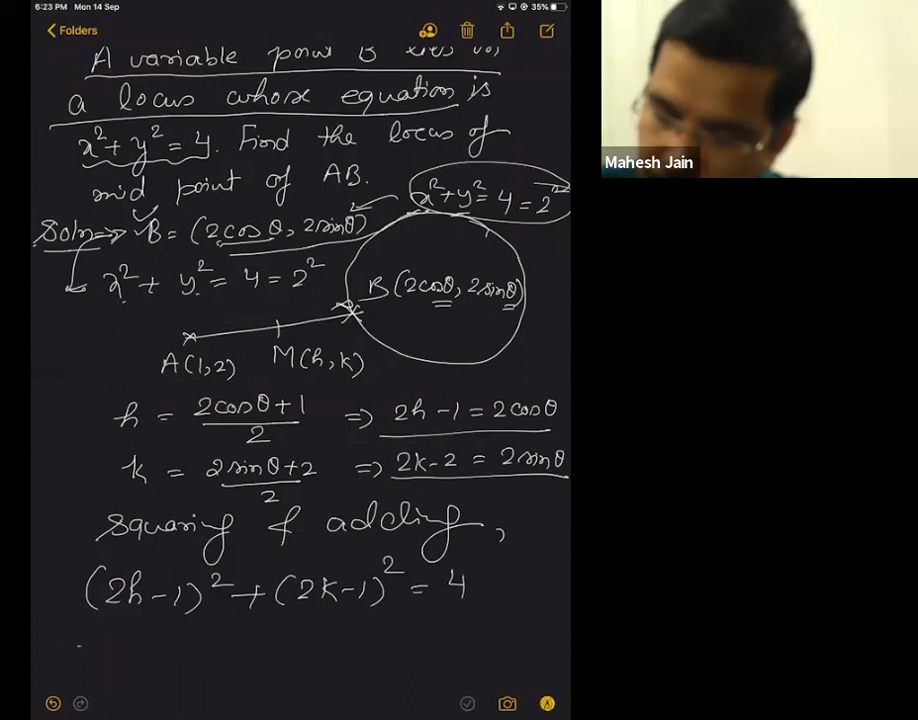 6:23 PM Mon 14 Sep
35%
Folders
A variable point B lies on
a locus whose equation is
x² + y² = 4. Find the locus of
mid point of AB.
x² + y² = 4 = 2²
Soln => B = (2cosθ, 2sinθ)
x² + y² = 4 = 2²
B (2cosθ, 2sinθ)
A(1,2) M(h, k)
h = (2cosθ+1)/2 => 2h-1 = 2cosθ
k = (2sinθ+2)/2 => 2k-2 = 2sinθ
Squaring & adding,
(2h-1)² + (2k-1)² = 4
Mahesh Jain